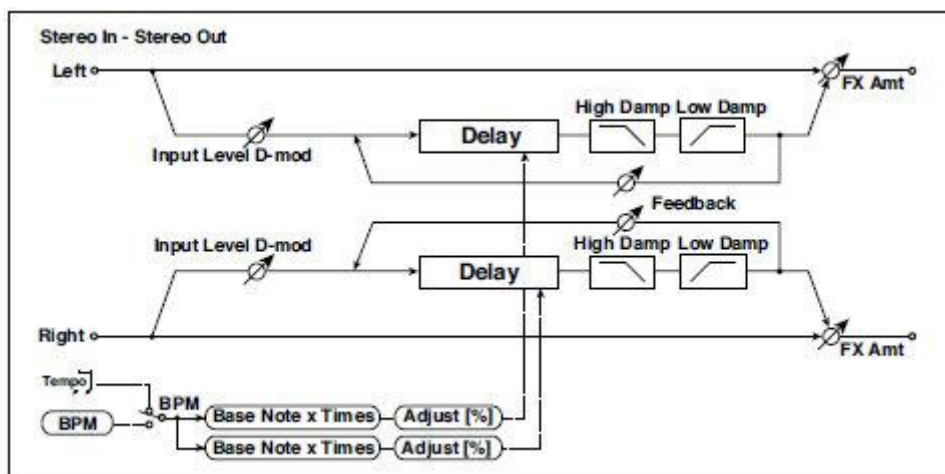 Stereo In - Stereo Out
Left
FX Amt
High Damp Low Damp
Delay
Input Level D-mod
Feedback
Input Level D-mod
High Damp Low Damp
Delay
Right
FX Amt
Tempo
BPM
BPM
Base Note x Times
Adjust [%]
Base Note x Times
Adjust [%]